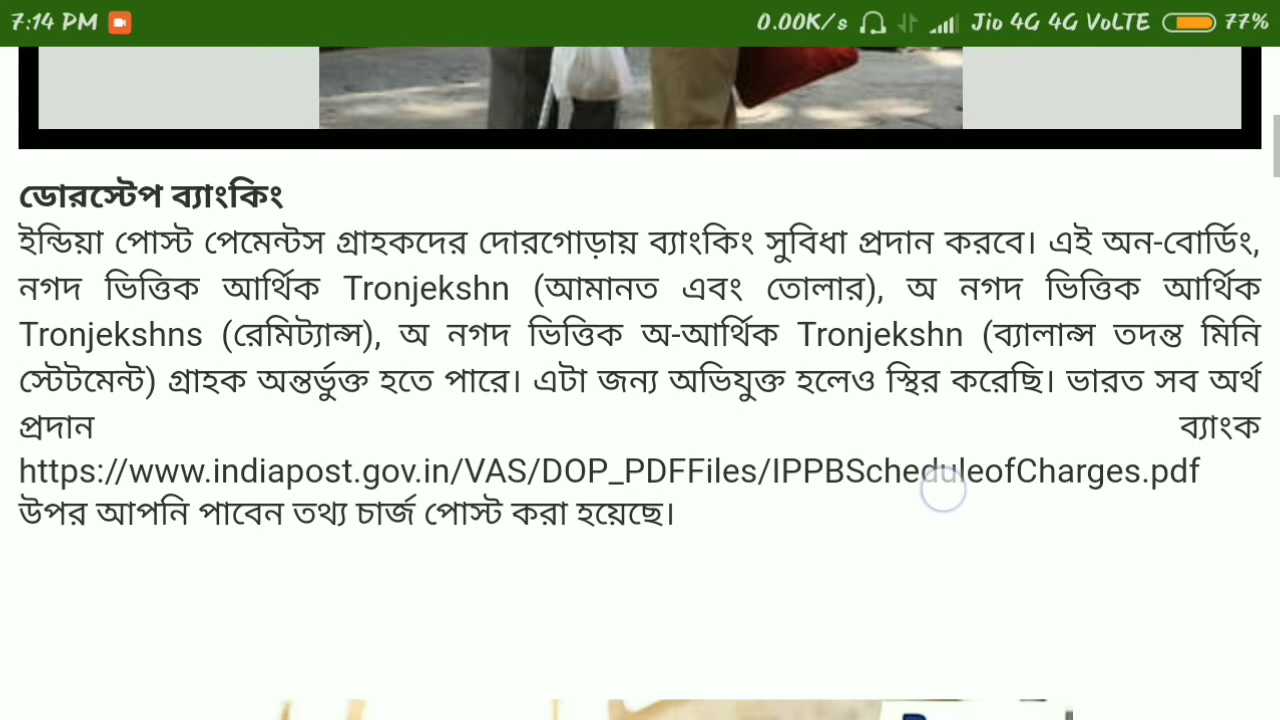 7:14 PM 0.00K/s Jio 4G 4G VoLTE 77%
ডোরস্টেপ ব্যাংকিং
ইন্ডিয়া পোস্ট পেমেন্টস গ্রাহকদের দোরগোড়ায় ব্যাংকিং সুবিধা প্রদান করবে। এই অন-বোর্ডিং,
নগদ ভিত্তিক আর্থিক Tronjekshn (আমানত এবং তোলার), অ নগদ ভিত্তিক আর্থিক
Tronjekshns (রেমিট্যান্স), অ নগদ ভিত্তিক অ-আর্থিক Tronjekshn (ব্যালান্স তদন্ত মিনি
স্টেটমেন্ট) গ্রাহক অন্তর্ভুক্ত হতে পারে। এটা জন্য অভিযুক্ত হলেও স্থির করেছি। ভারত সব অর্থ
প্রদান ব্যাংক
https://www.indiapost.gov.in/VAS/DOP_PDFFiles/IPPBScheduleofCharges.pdf
উপর আপনি পাবেন তথ্য চার্জ পোস্ট করা হয়েছে।